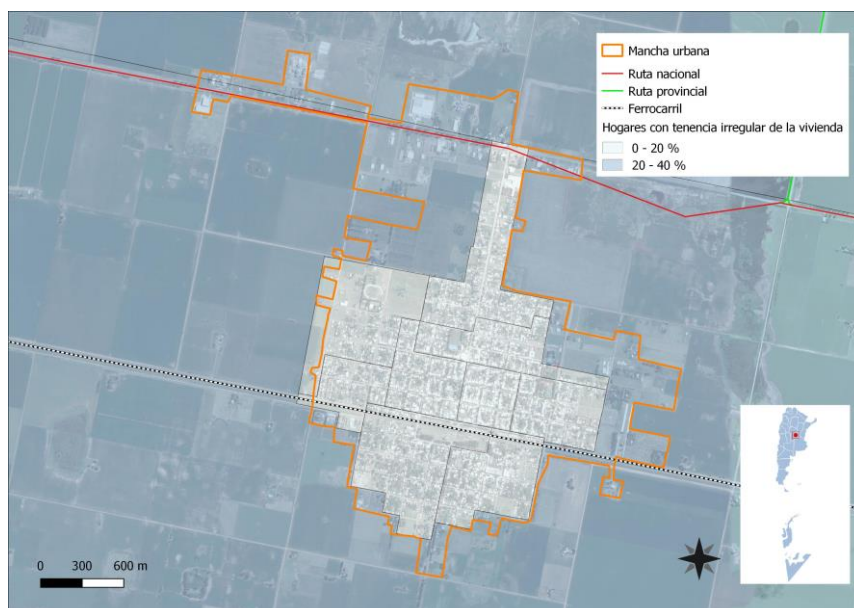 Mancha urbana
Ruta nacional
Ruta provincial
Ferrocarril
Hogares con tenencia irregular de la vivienda
0 - 20 %
20 - 40 %
0 300 600 m